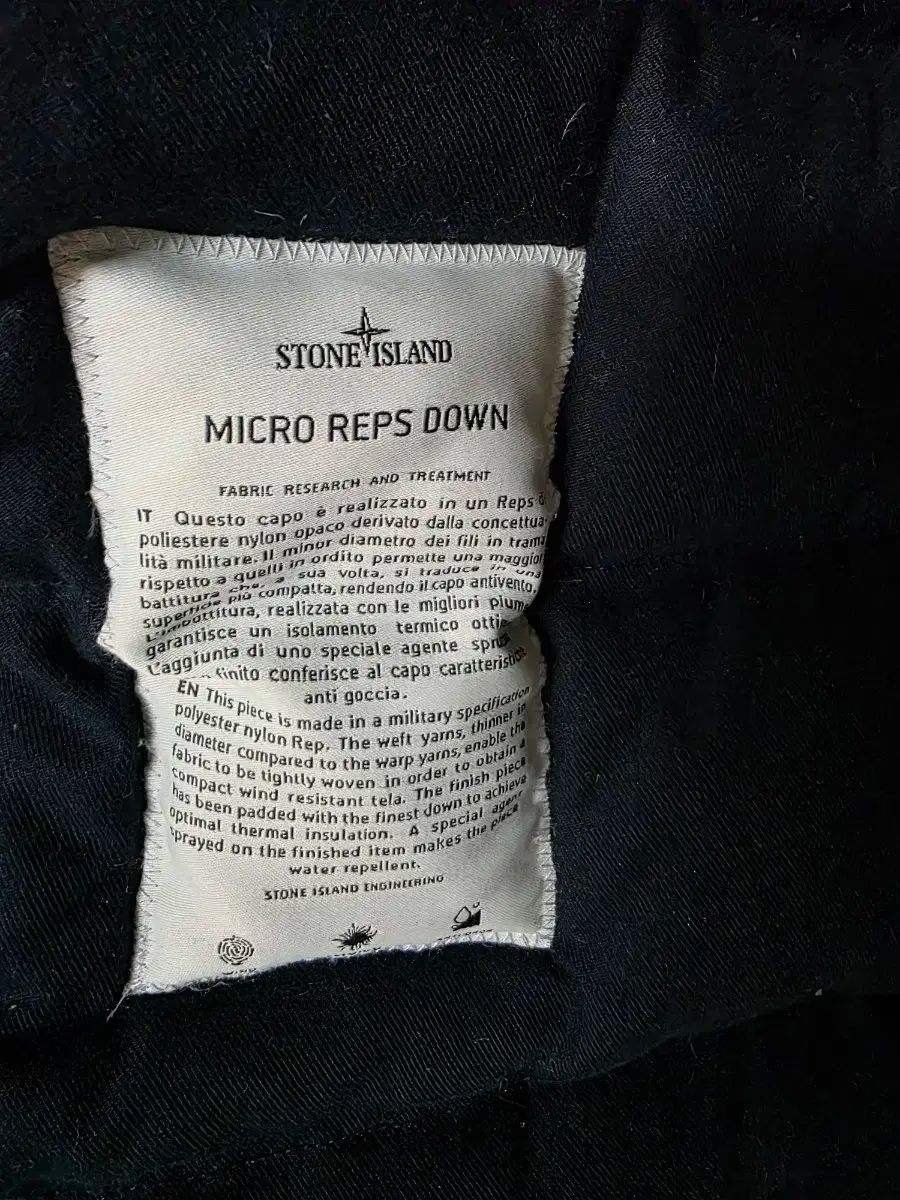 STONE ISLAND
MICRO REPS DOWN
FABRIC RESEARCH AND TREATMENT
IT Questo capo è realizzato in un Reps
poliestere nylon opaco derivato dalla concettua-
lità militare. Il minor diametro dei fili in trama
rispetto a quelli in ordito permette una maggior
battitura che, a sua volta, si traduce in una
superficie più compatta, rendendo il capo antivento.
L'imbottitura, realizzata con le migliori piume
garantisce un isolamento termico
L'aggiunta di uno speciale agente
finito conferisce al capo caratteristiche
anti goccia.
EN This piece is made in a military specification
polyester nylon Rep. The weft yarns, thinner in
diameter compared to the warp yarns, enable the
fabric to be tightly woven in order to obtain a
compact wind resistant tela. The finish piece
has been padded with the finest down to achieve
optimal thermal insulation. A special agent
sprayed on the finished item makes the piece
water repellent.
STONE ISLAND ENGINEERING